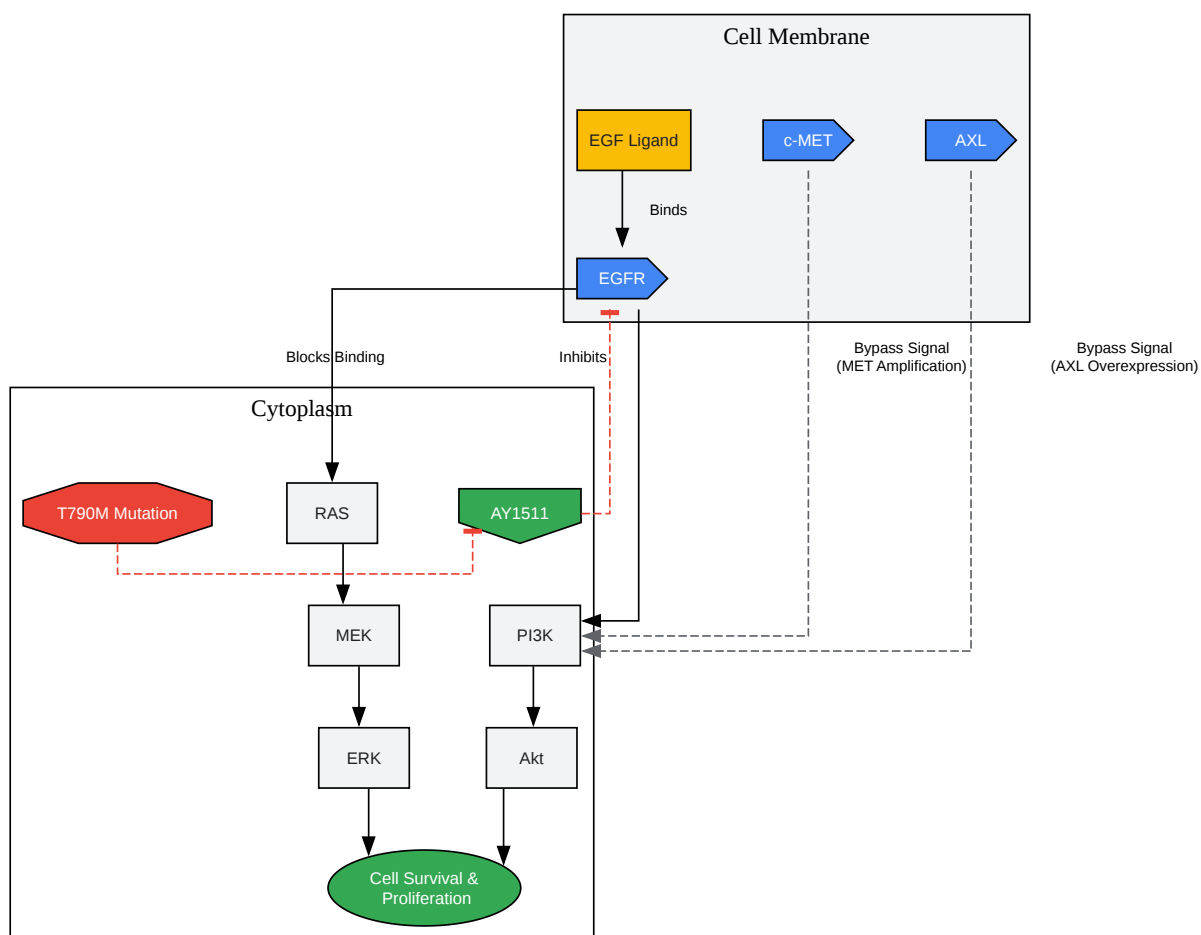 Cell Membrane
EGF Ligand
c-MET
AXL
Binds
EGFR
Blocks Binding
Inhibits
Bypass Signal
(MET Amplification)
Bypass Signal
(AXL Overexpression)
Cytoplasm
T790M Mutation
RAS
AY1511
MEK
PI3K
ERK
Akt
Cell Survival &
Proliferation